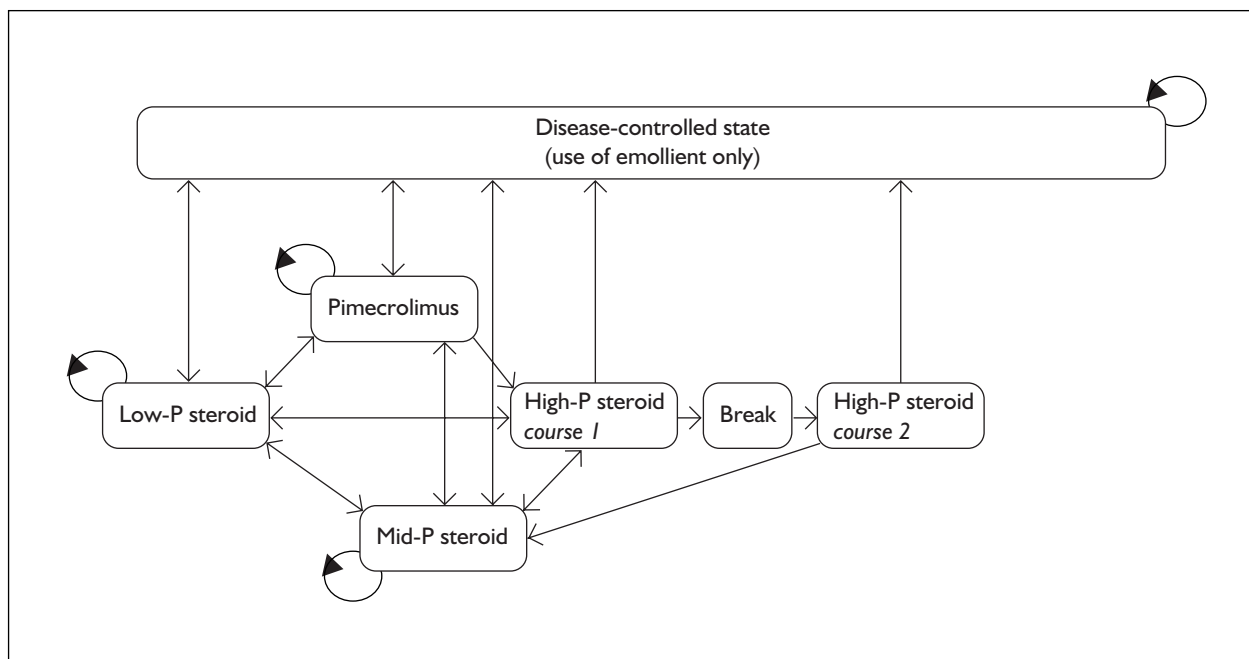 Disease-controlled state
(use of emollient only)
Pimecrolimus
Low-P steroid
High-P steroid
course 1
Break
High-P steroid
course 2
Mid-P steroid